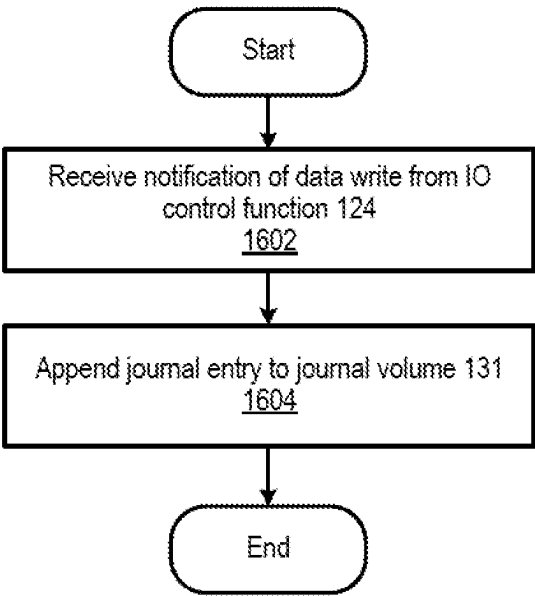 Start
Receive notification of data write from IO
control function 124
1602
Append journal entry to journal volume 131
1604
End